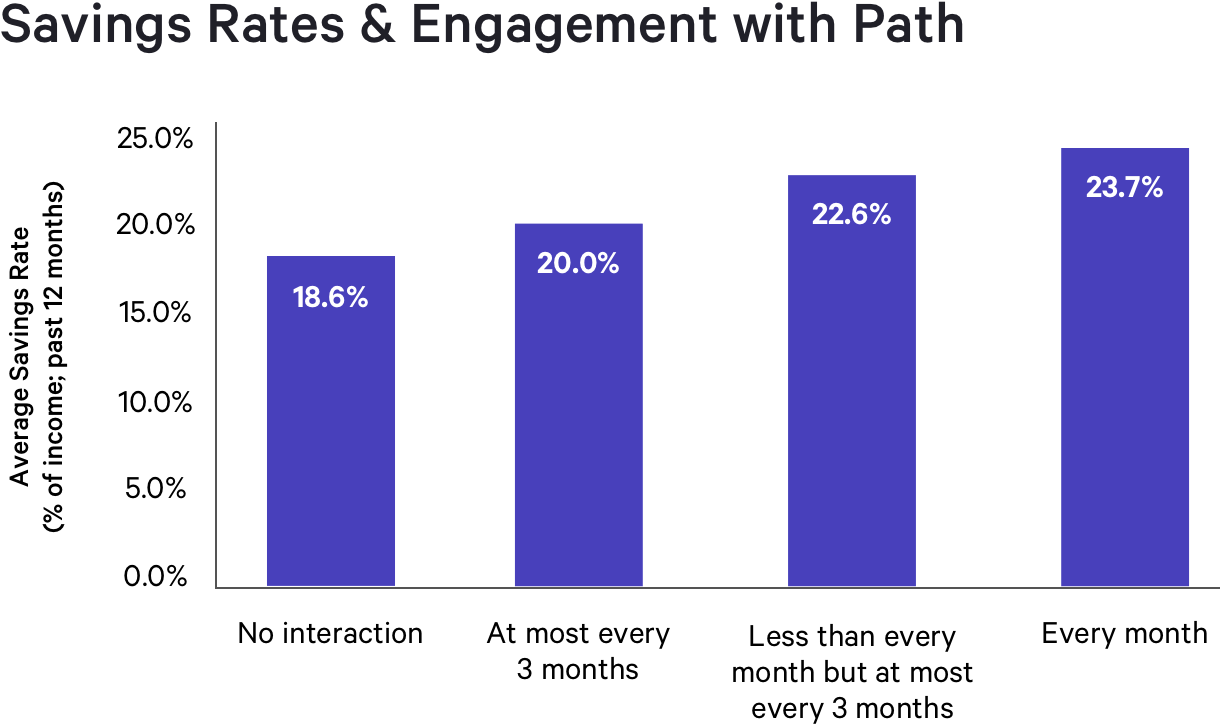 Savings Rates & Engagement with Path
Average Savings Rate
(% of income; past 12 months)
25.0%
20.0%
15.0%
10.0%
5.0%
0.0%
18.6%
20.0%
22.6%
23.7%
No interaction
At most every
3 months
Less than every
month but at most
every 3 months
Every month